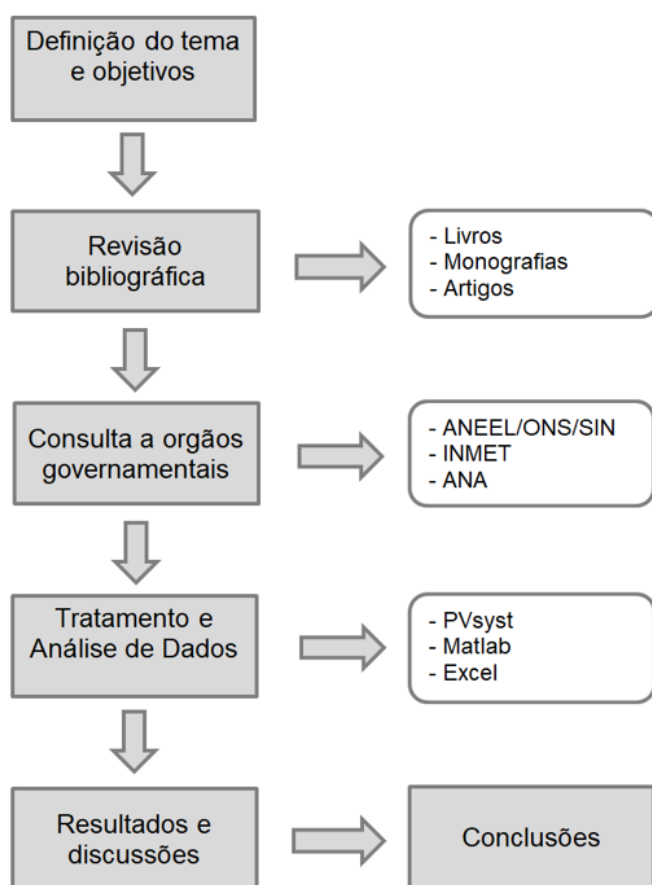 Definição do tema
e objetivos
Revisão
bibliográfica
- Livros
- Monografias
- Artigos
Consulta a orgãos
governamentais
- ANEEL/ONS/SIN
- INMET
- ANA
Tratamento e
Análise de Dados
- PVsyst
- Matlab
- Excel
Resultados e
discussões
Conclusões